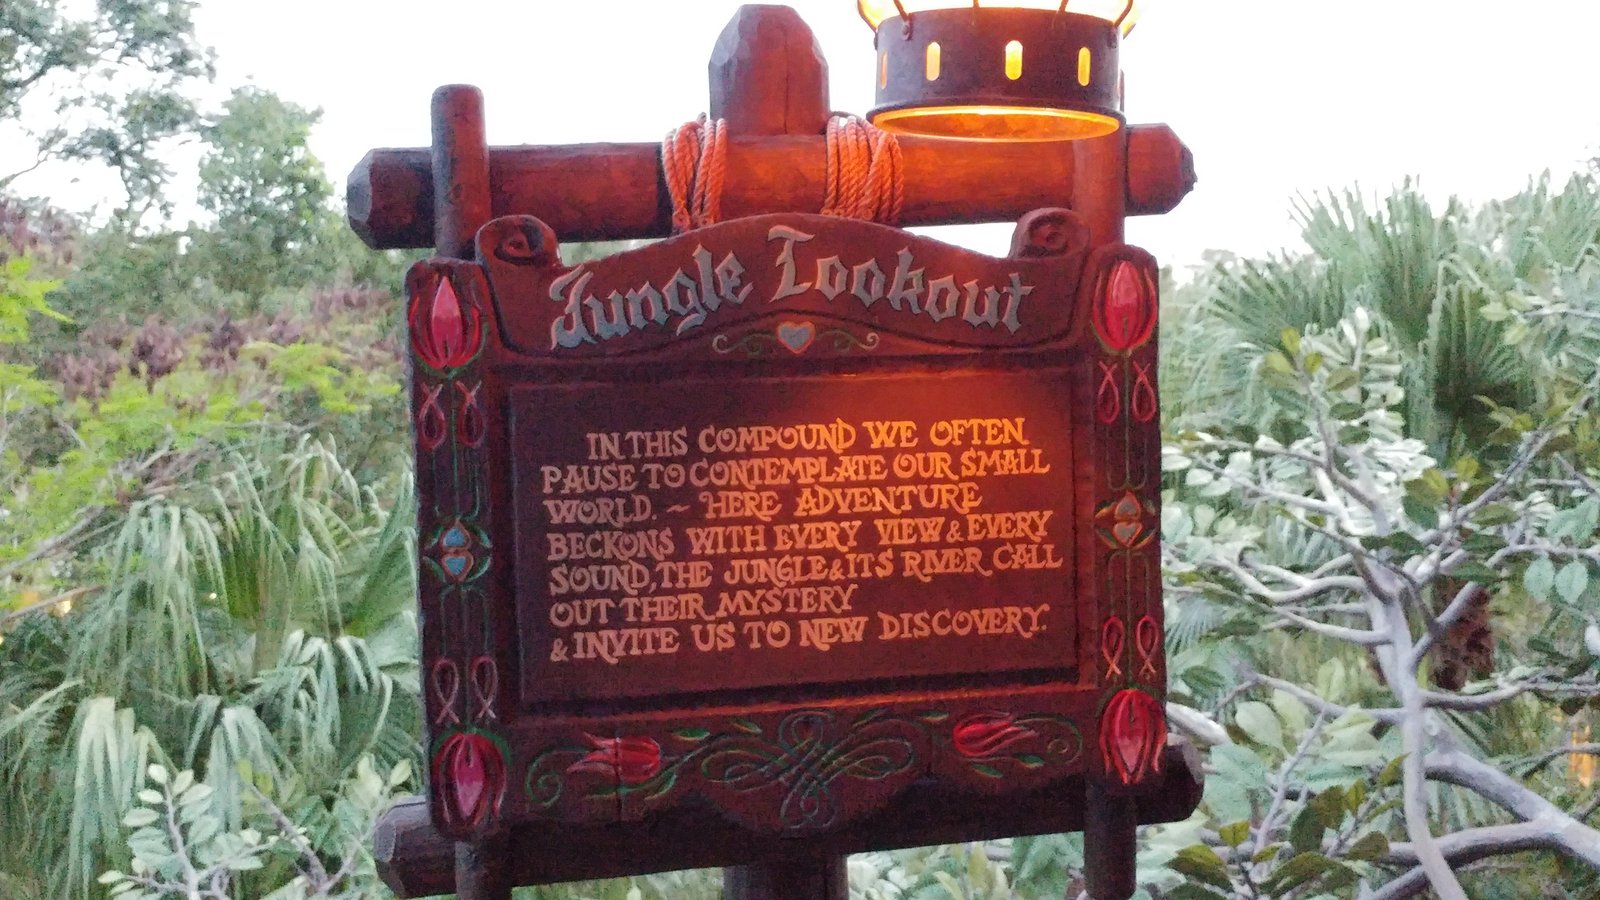 Jungle Lookout
IN THIS COMPOUND WE OFTEN
PAUSE TO CONTEMPLATE OUR SMALL
WORLD. ~ HERE ADVENTURE
BECKONS WITH EVERY VIEW & EVERY
SOUND, THE JUNGLE & ITS RIVER CALL
OUT THEIR MYSTERY
& INVITE US TO NEW DISCOVERY.